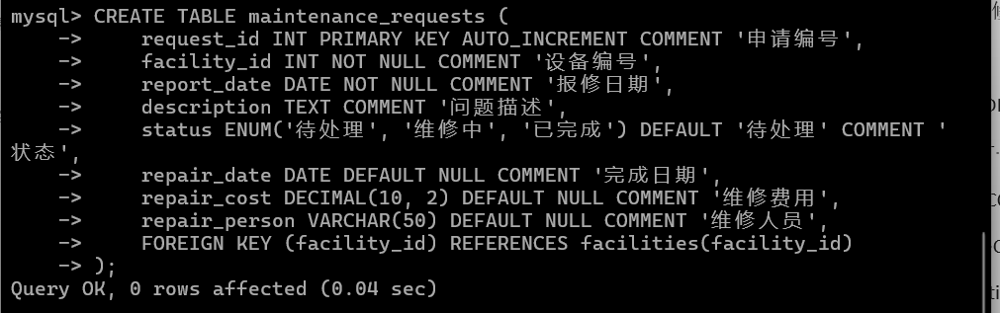 mysql> CREATE TABLE maintenance_requests (
    ->     request_id INT PRIMARY KEY AUTO_INCREMENT COMMENT '申请编号',
    ->     facility_id INT NOT NULL COMMENT '设备编号',
    ->     report_date DATE NOT NULL COMMENT '报修日期',
    ->     description TEXT COMMENT '问题描述',
    ->     status ENUM('待处理', '维修中', '已完成') DEFAULT '待处理' COMMENT '
状态',
    ->     repair_date DATE DEFAULT NULL COMMENT '完成日期',
    ->     repair_cost DECIMAL(10, 2) DEFAULT NULL COMMENT '维修费用',
    ->     repair_person VARCHAR(50) DEFAULT NULL COMMENT '维修人员',
    ->     FOREIGN KEY (facility_id) REFERENCES facilities(facility_id)
    -> );
Query OK, 0 rows affected (0.04 sec)